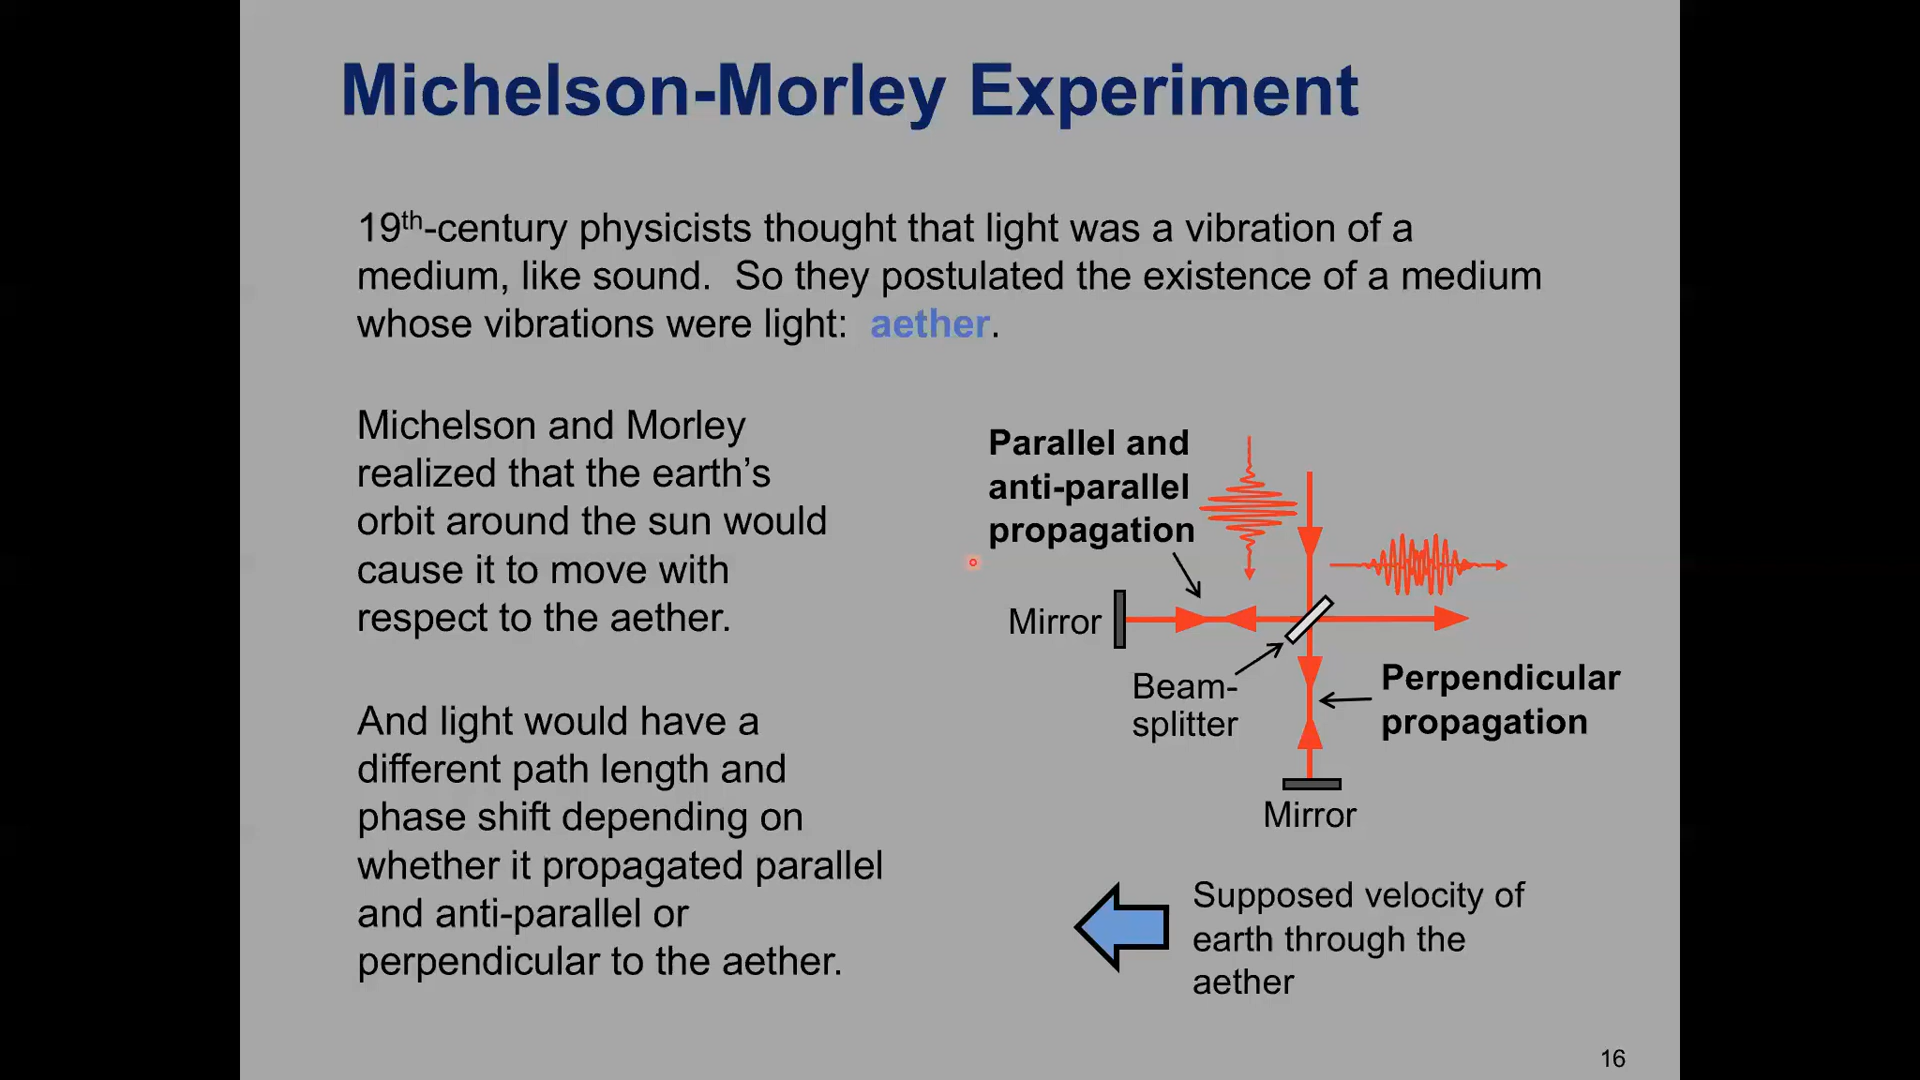 Michelson-Morley Experiment
19th-century physicists thought that light was a vibration of a
medium, like sound.  So they postulated the existence of a medium
whose vibrations were light:  aether.
Michelson and Morley
realized that the earth’s
orbit around the sun would
cause it to move with
respect to the aether.
And light would have a
different path length and
phase shift depending on
whether it propagated parallel
and anti-parallel or
perpendicular to the aether.
Parallel and
anti-parallel
propagation
Mirror
Beam-
splitter
Perpendicular
propagation
Mirror
Supposed velocity of
earth through the
aether
16